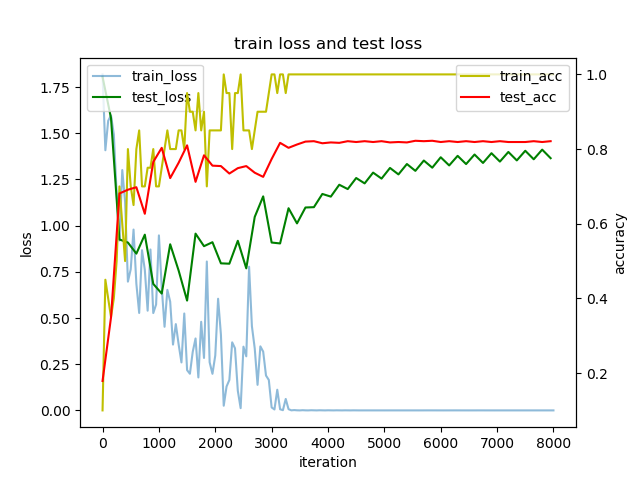 train loss and test loss
train_loss
test_loss
train_acc
test_acc
1.75
1.50
1.25
1.00
0.75
0.50
0.25
0.00
loss
1.0
0.8
0.6
0.4
0.2
accuracy
0 1000 2000 3000 4000 5000 6000 7000 8000
iteration